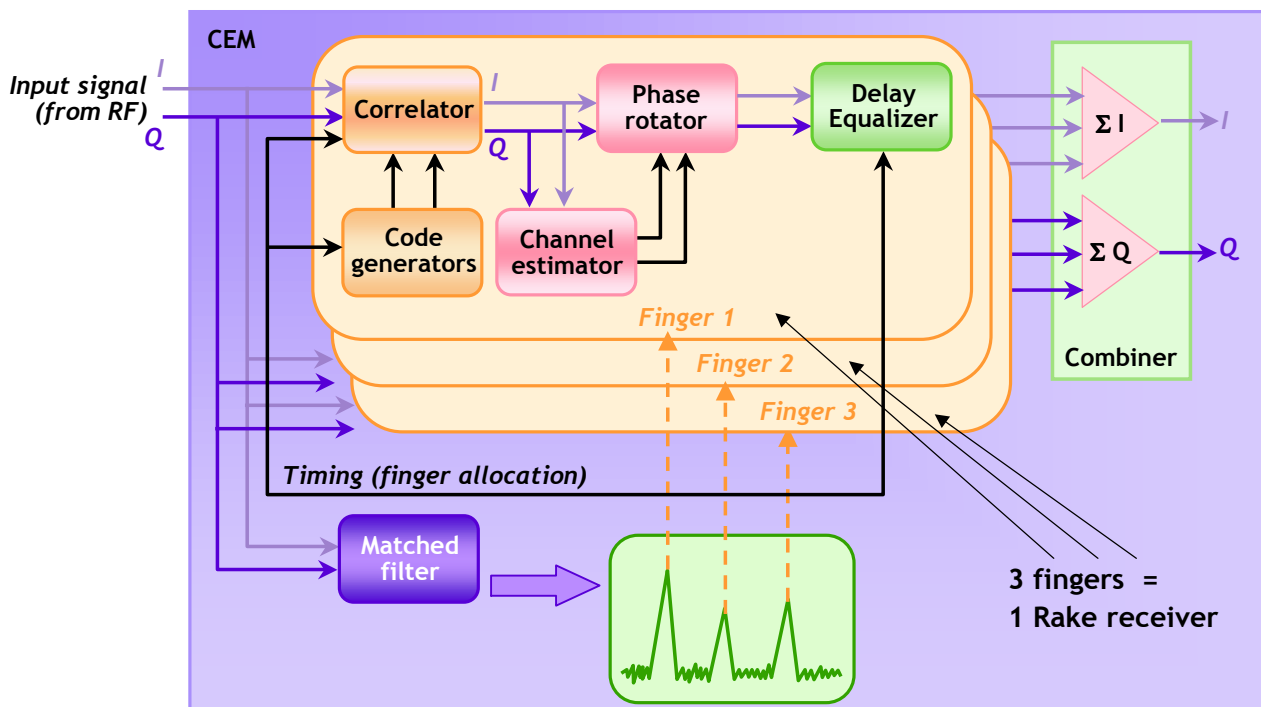 CEM
Input signal
(from RF)
I
Q
Correlator
I
Q
Phase
rotator
Delay
Equalizer
Code
generators
Channel
estimator
Σ I
I
Σ Q
Q
Combiner
Finger 1
Finger 2
Finger 3
Timing (finger allocation)
Matched
filter
3 fingers =
1 Rake receiver